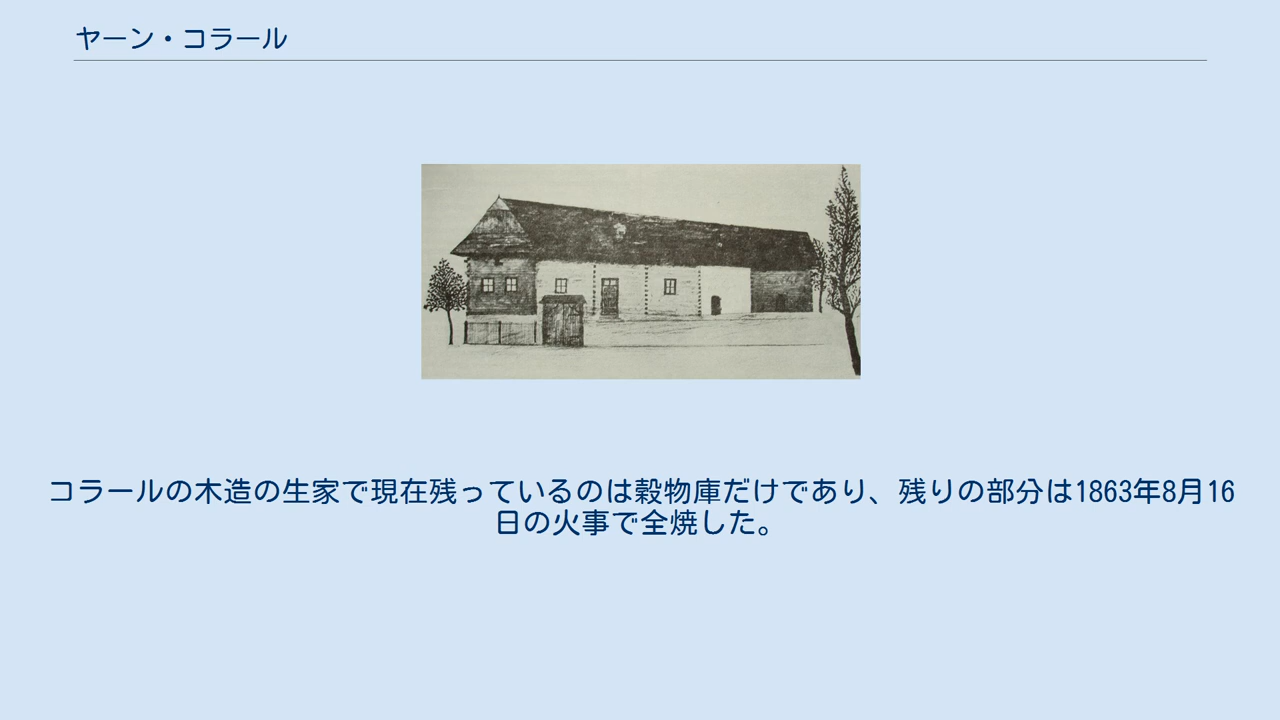 ヤーン・コラール
コラールの木造の生家で現在残っているのは穀物庫だけであり、残りの部分は1863年8月16
日の火事で全焼した。